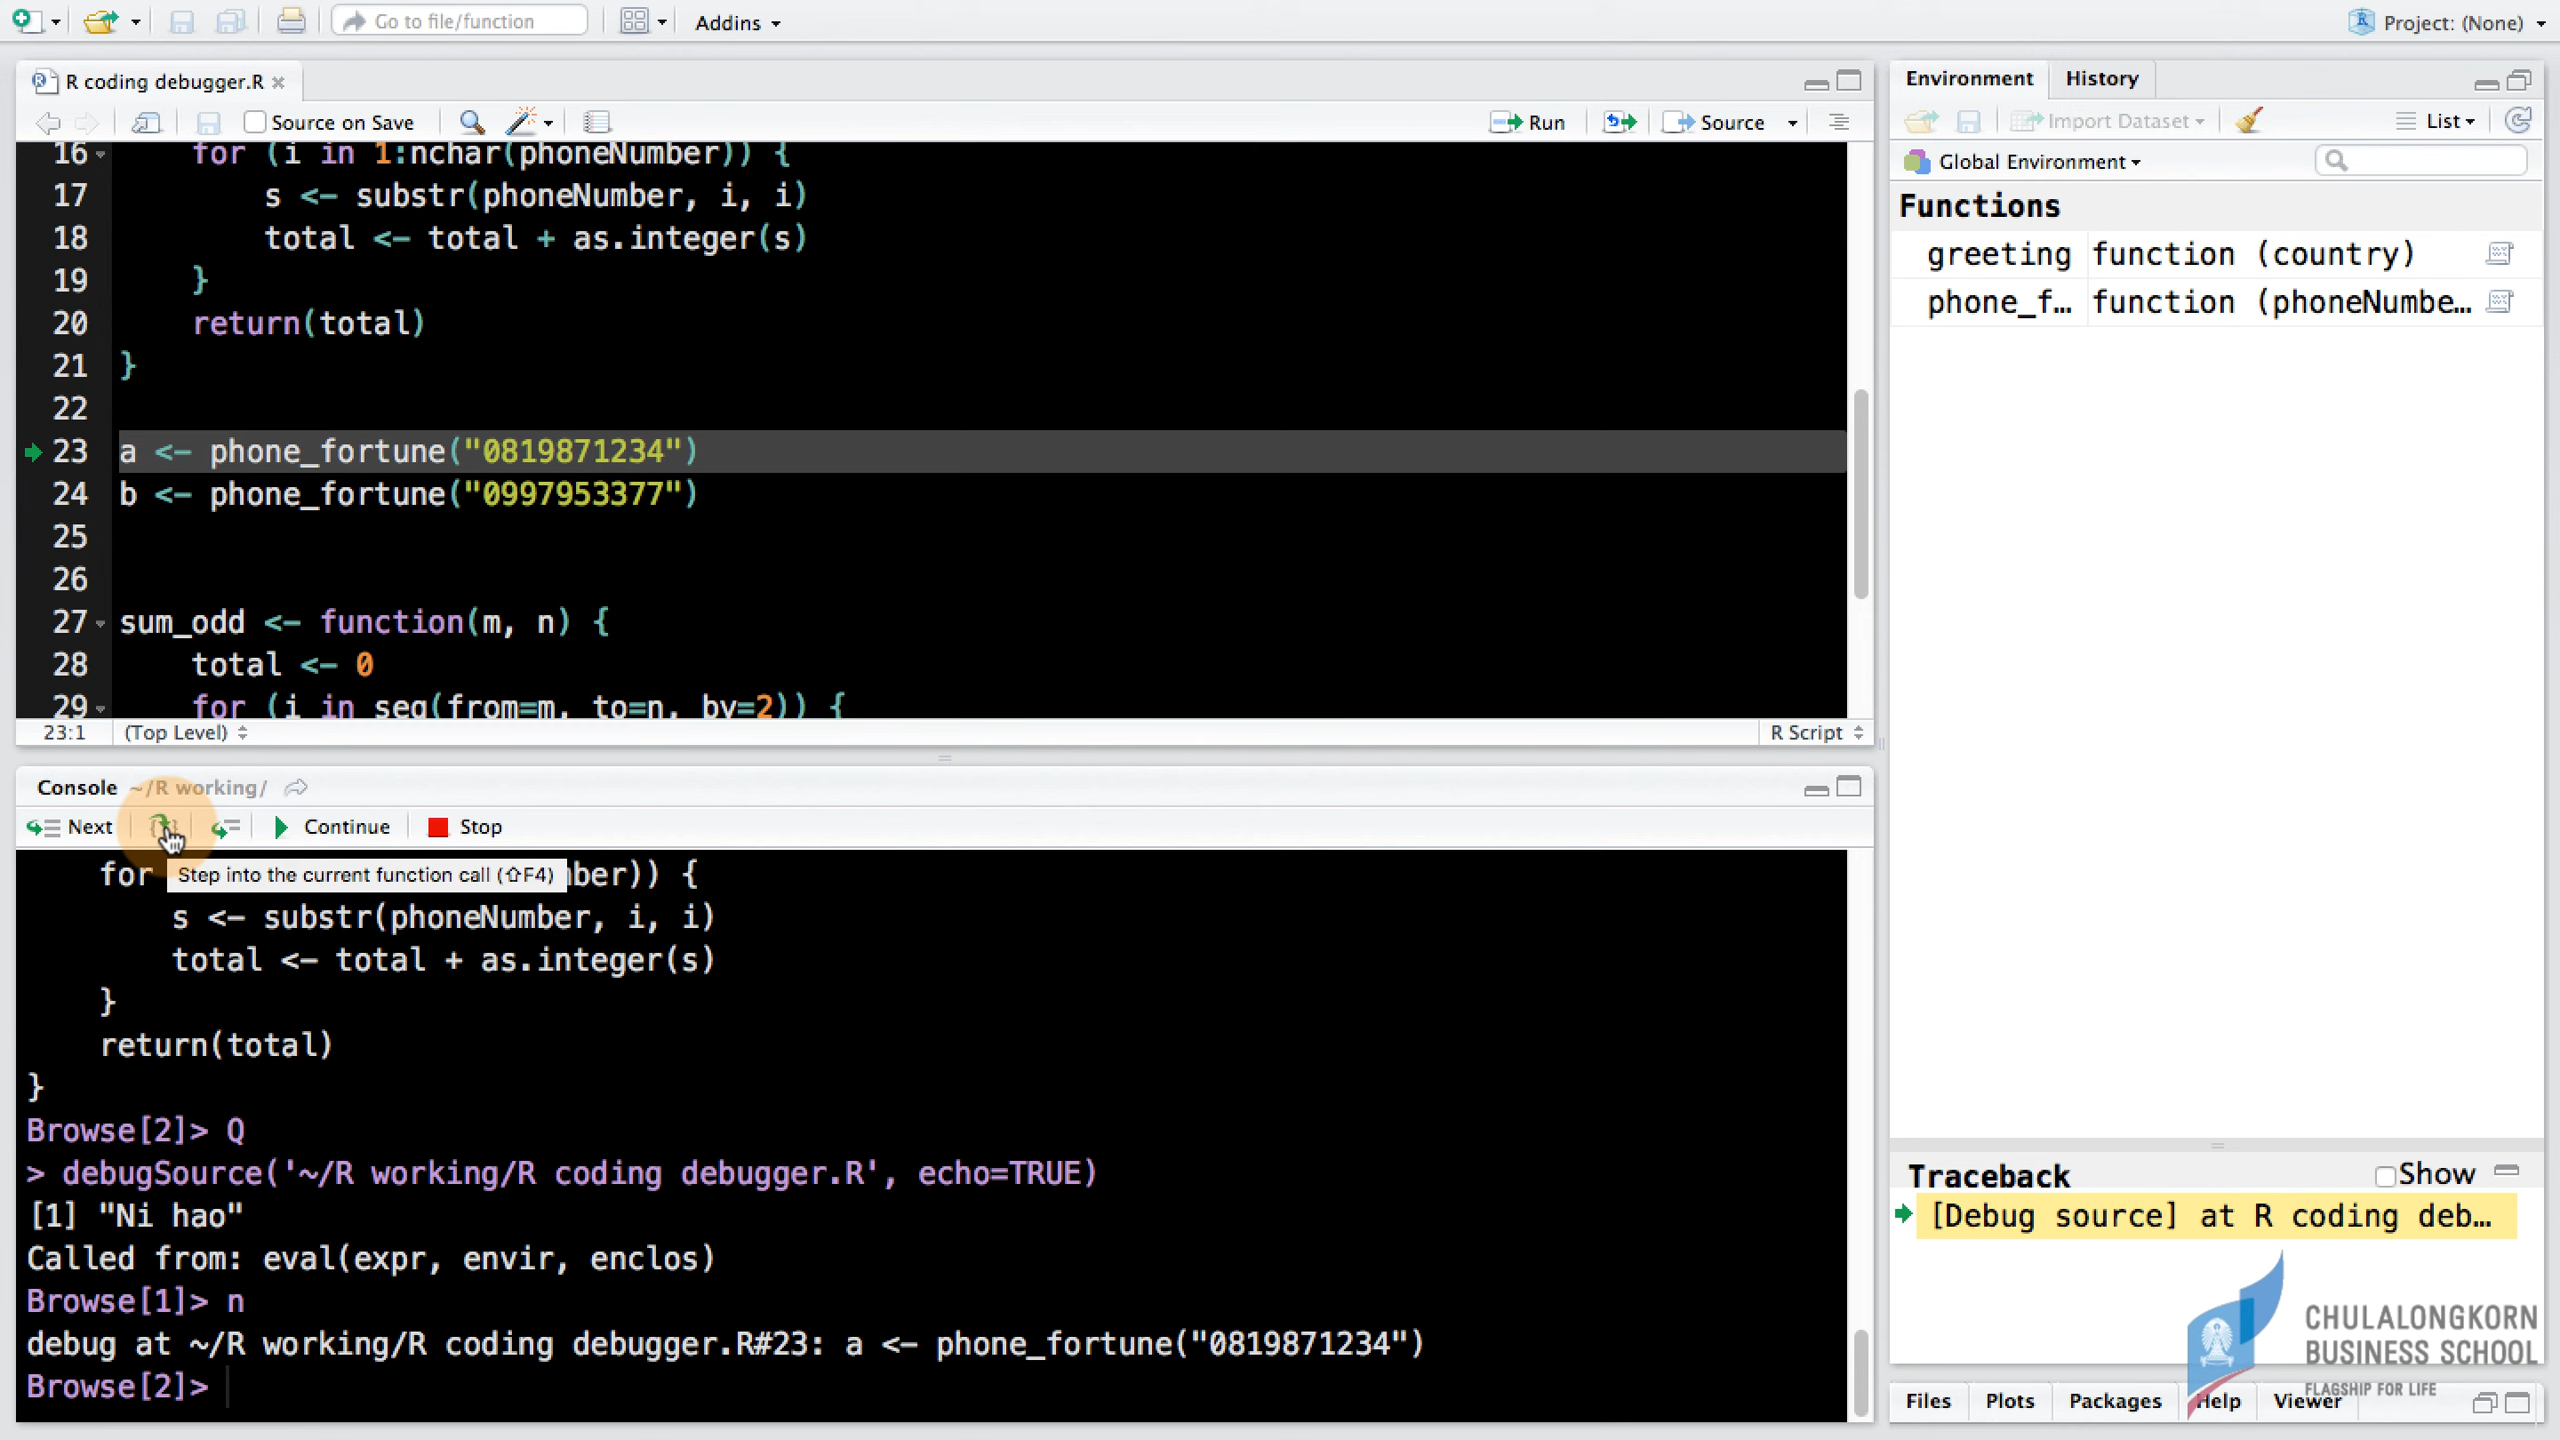 Go to file/function
Addins
Project: (None)
R coding debugger.R
Source on Save
Run
Source
16 for (i in 1:nchar(phoneNumber)) {
17 s <- substr(phoneNumber, i, i)
18 total <- total + as.integer(s)
19 }
20 return(total)
21 }
22
23 a <- phone_fortune("0819871234")
24 b <- phone_fortune("0997953377")
25
26
27 sum_odd <- function(m, n) {
28 total <- 0
29 for (i in seq(from=m, to=n, by=2)) {
23:1 (Top Level) R Script
Console ~/R working/
Next Continue Stop
Step into the current function call (⇧F4)
for ber)) {
s <- substr(phoneNumber, i, i)
total <- total + as.integer(s)
}
return(total)
}
Browse[2]> Q
> debugSource('~/R working/R coding debugger.R', echo=TRUE)
[1] "Ni hao"
Called from: eval(expr, envir, enclos)
Browse[1]> n
debug at ~/R working/R coding debugger.R#23: a <- phone_fortune("0819871234")
Browse[2]>
Environment History
Import Dataset List
Global Environment
Functions
greeting function (country)
phone_f… function (phoneNumbe…
Traceback Show
[Debug source] at R coding deb…
CHULALONGKORN
BUSINESS SCHOOL
FLAGSHIP FOR LIFE
Files Plots Packages Help Viewer